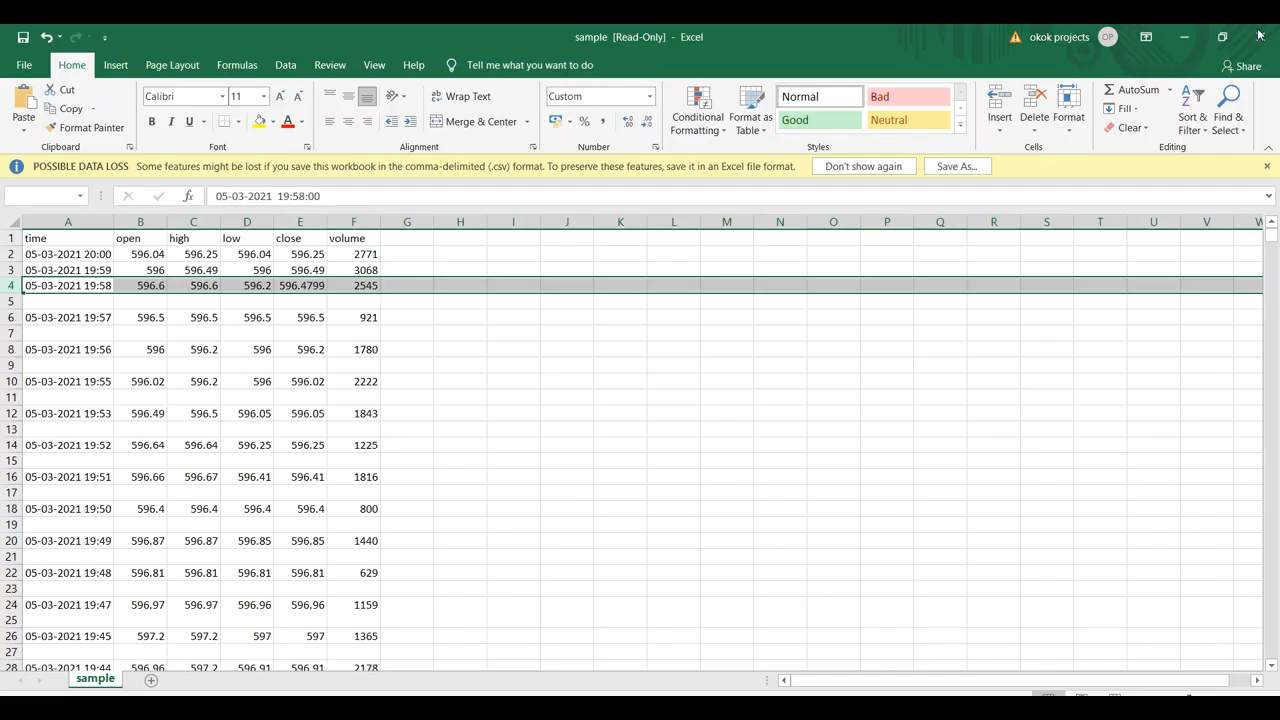 sample [Read-Only] - Excel
okok projects
OP
File Home Insert Page Layout Formulas Data Review View Help Tell me what you want to do
Share
Paste
Cut
Copy
Format Painter
Clipboard
Calibri 11
B I U
Font
Wrap Text
Merge & Center
Alignment
Custom
%
Number
Conditional Formatting
Format as Table
Normal Bad
Good Neutral
Styles
Insert Delete Format
Cells
AutoSum
Fill
Clear
Sort & Filter
Find & Select
Editing
POSSIBLE DATA LOSS Some features might be lost if you save this workbook in the comma-delimited (.csv) format. To preserve these features, save it in an Excel file format. Don't show again Save As...
fx 05-03-2021 19:58:00
A B C D E F G H I J K L M N O P Q R S T U V W
1 time open high low close volume
2 05-03-2021 20:00 596.04 596.25 596.04 596.25 2771
3 05-03-2021 19:59 596 596.49 596 596.49 3068
4 05-03-2021 19:58 596.6 596.6 596.2 596.4799 2545
5
6 05-03-2021 19:57 596.5 596.5 596.5 596.5 921
7
8 05-03-2021 19:56 596 596.2 596 596.2 1780
9
10 05-03-2021 19:55 596.02 596.2 596 596.02 2222
11
12 05-03-2021 19:53 596.49 596.5 596.05 596.05 1843
13
14 05-03-2021 19:52 596.64 596.64 596.25 596.25 1225
15
16 05-03-2021 19:51 596.66 596.67 596.41 596.41 1816
17
18 05-03-2021 19:50 596.4 596.4 596.4 596.4 800
19
20 05-03-2021 19:49 596.87 596.87 596.85 596.85 1440
21
22 05-03-2021 19:48 596.81 596.81 596.81 596.81 629
23
24 05-03-2021 19:47 596.97 596.97 596.96 596.96 1159
25
26 05-03-2021 19:45 597.2 597.2 597 597 1365
27
28 05-03-2021 19:44 596.96 597.2 596.91 596.91 2178
sample